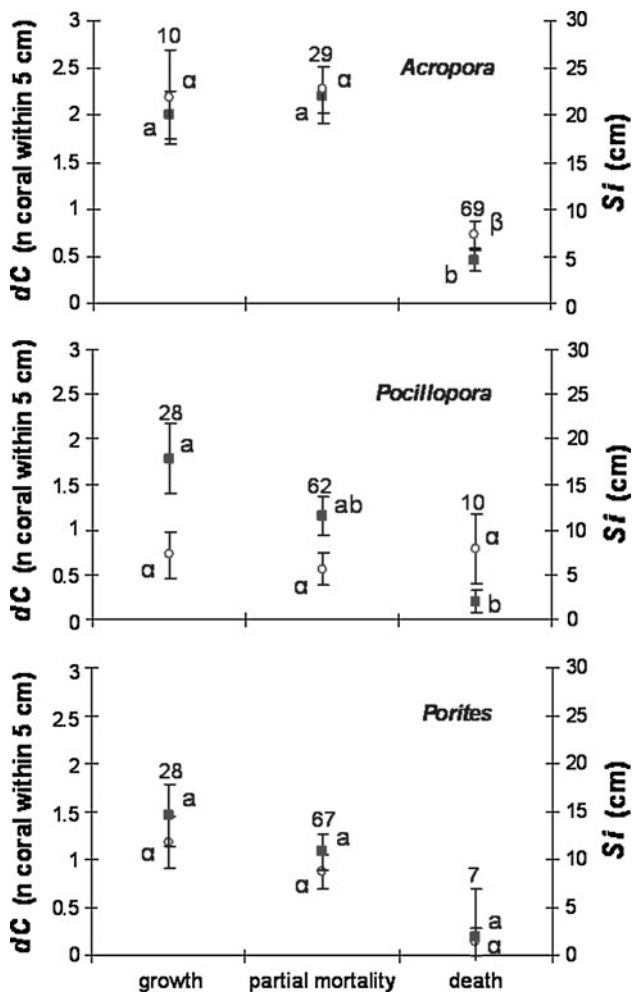 dC (n coral within 5 cm)
3
2.5
2
1.5
1
0.5
0
10
a
α
29
a
α
69
b
β
Acropora
30
25
20
15
10
5
0
Si (cm)
dC (n coral within 5 cm)
3
2.5
2
1.5
1
0.5
0
28
a
α
62
ab
α
10
α
b
Pocillopora
30
25
20
15
10
5
0
Si (cm)
dC (n coral within 5 cm)
3
2.5
2
1.5
1
0.5
0
28
a
α
67
a
α
7
a
α
Porites
30
25
20
15
10
5
0
Si (cm)
growth partial mortality death